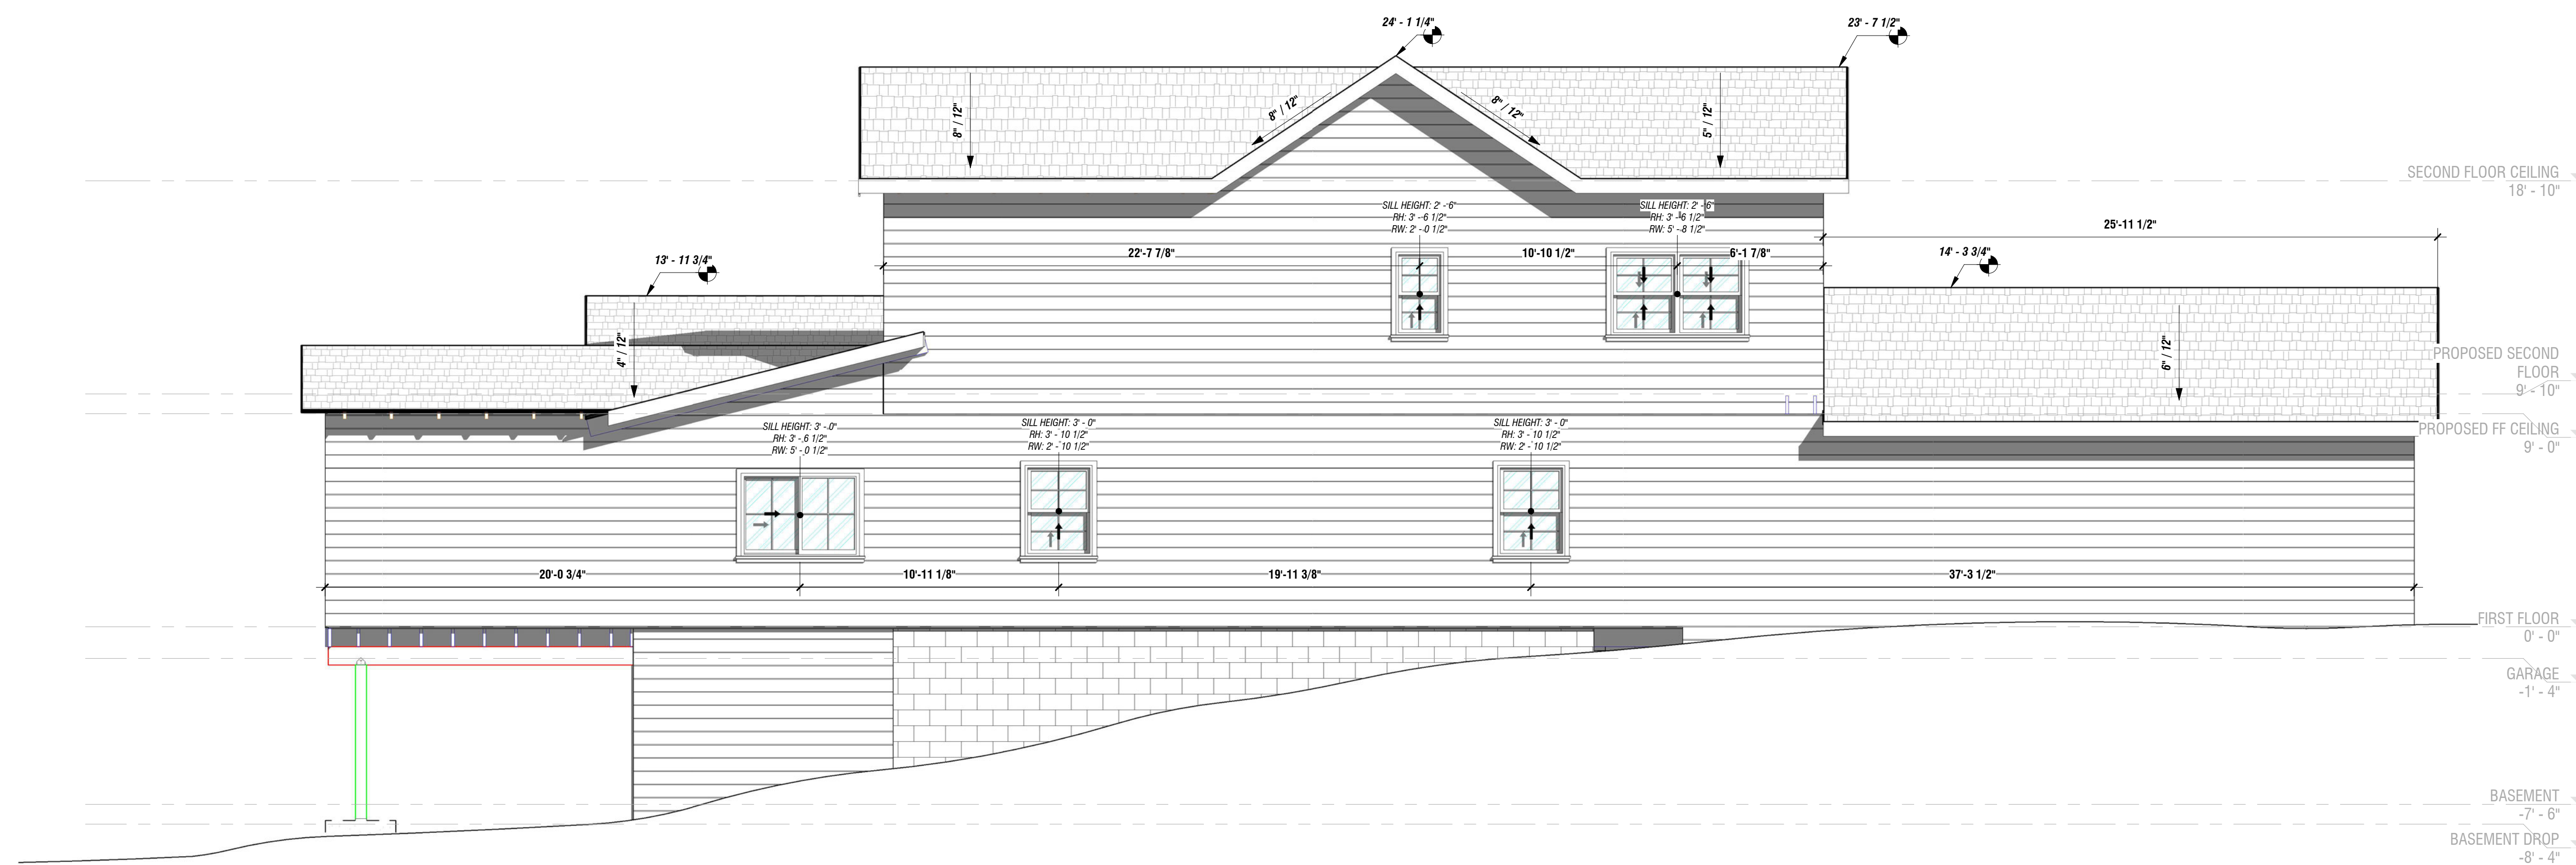 24' - 1 1/4"
23' - 7 1/2"
8" / 12"
8" / 12"
8" / 12"
5" / 12"
SECOND FLOOR CEILING
18' - 10"
SILL HEIGHT: 2' - 6"
RH: 3' - 6 1/2"
RW: 2' - 0 1/2"
SILL HEIGHT: 2' - 6"
RH: 3' - 6 1/2"
RW: 5' - 8 1/2"
25'-11 1/2"
22'-7 7/8"
10'-10 1/2"
6'-1 7/8"
13' - 11 3/4"
14' - 3 3/4"
4" / 12"
6" / 12"
PROPOSED SECOND
FLOOR
9' - 10"
SILL HEIGHT: 3' - 0"
RH: 3' - 6 1/2"
RW: 5' - 0 1/2"
SILL HEIGHT: 3' - 0"
RH: 3' - 10 1/2"
RW: 2' - 10 1/2"
SILL HEIGHT: 3' - 0"
RH: 3' - 10 1/2"
RW: 2' - 10 1/2"
PROPOSED FF CEILING
9' - 0"
20'-0 3/4"
10'-11 1/8"
19'-11 3/8"
37'-3 1/2"
FIRST FLOOR
0' - 0"
GARAGE
-1' - 4"
BASEMENT
-7' - 6"
BASEMENT DROP
-8' - 4"